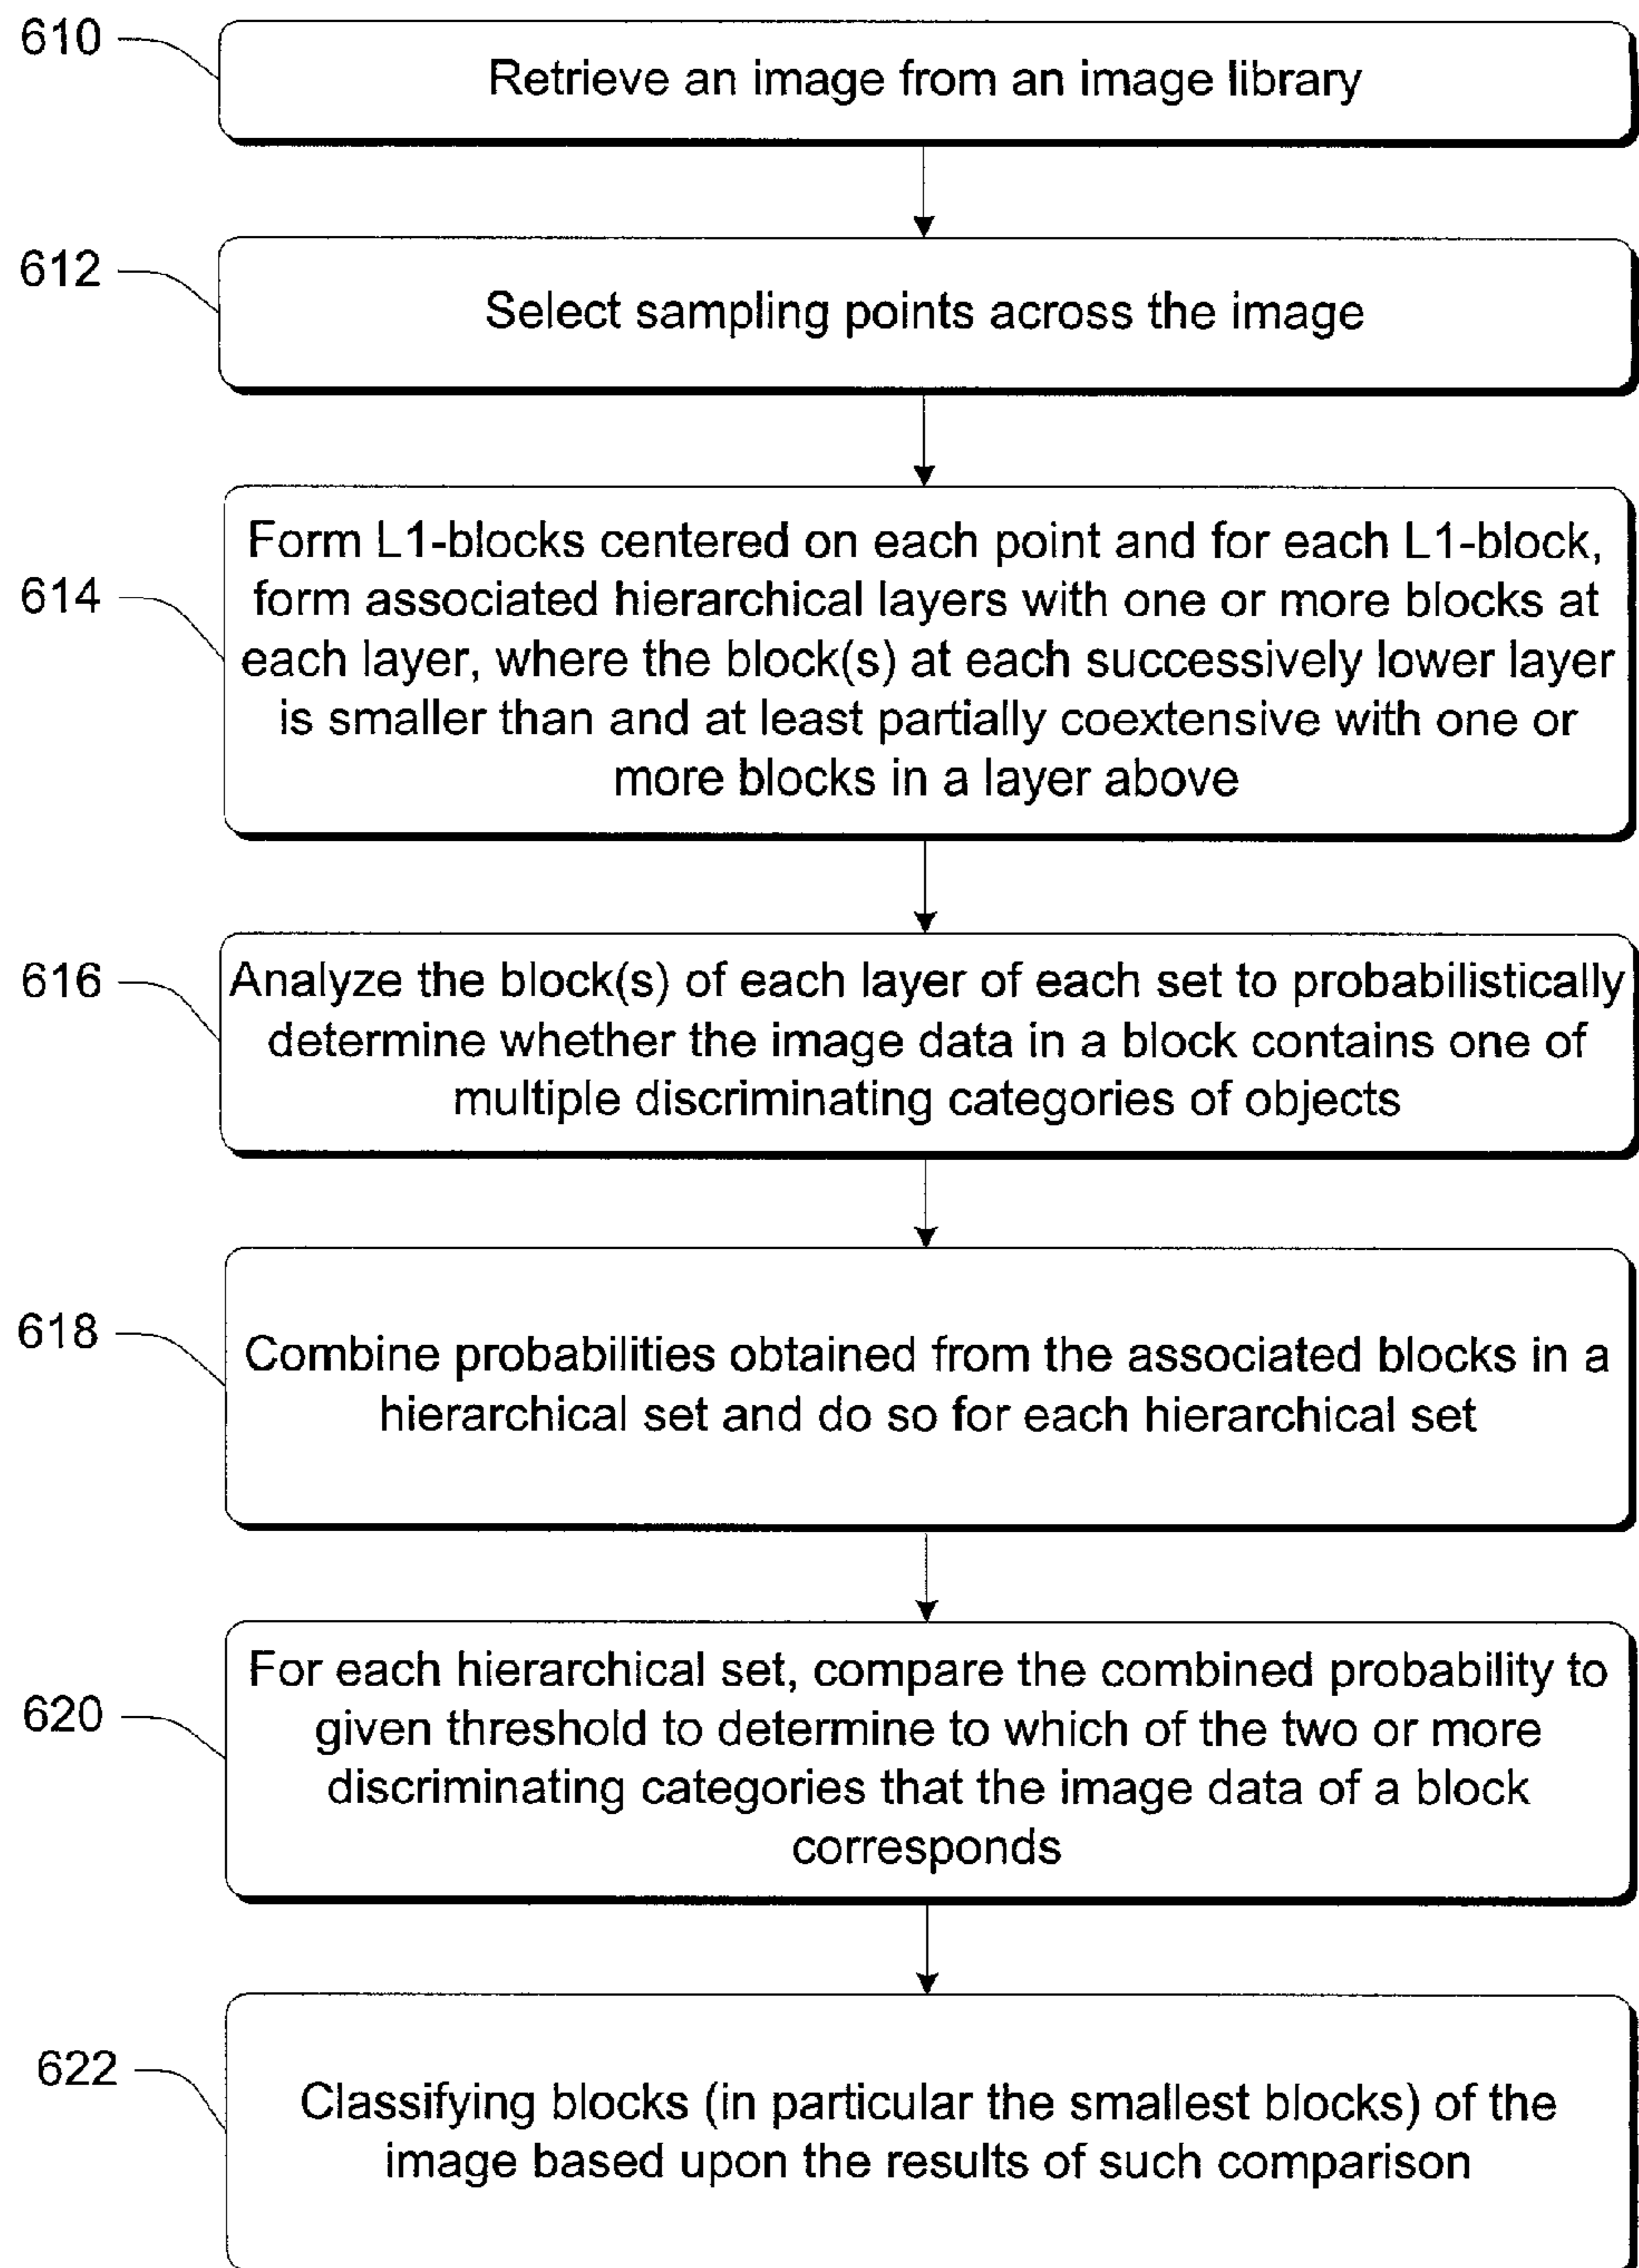 610
Retrieve an image from an image library
612
Select sampling points across the image
614
Form L1-blocks centered on each point and for each L1-block,
form associated hierarchical layers with one or more blocks at
each layer, where the block(s) at each successively lower layer
is smaller than and at least partially coextensive with one or
more blocks in a layer above
616
Analyze the block(s) of each layer of each set to probabilistically
determine whether the image data in a block contains one of
multiple discriminating categories of objects
618
Combine probabilities obtained from the associated blocks in a
hierarchical set and do so for each hierarchical set
620
For each hierarchical set, compare the combined probability to
given threshold to determine to which of the two or more
discriminating categories that the image data of a block
corresponds
622
Classifying blocks (in particular the smallest blocks) of the
image based upon the results of such comparison